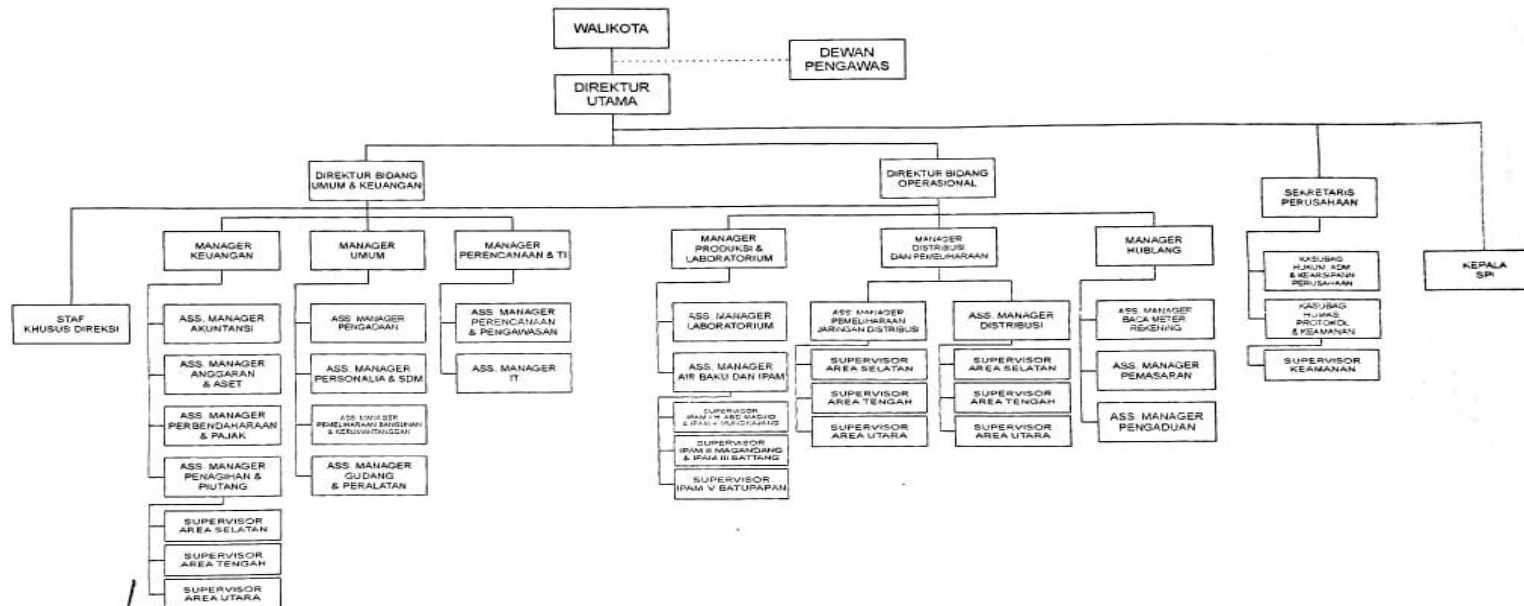 WALIKOTA
DEWAN
PENGAWAS
DIREKTUR
UTAMA
DIREKTUR BIDANG
UMUM & KEUANGAN
DIREKTUR BIDANG
OPERASIONAL
SEKRETARIS
PERUSAHAAN
KEPALA
SPI
STAF
KHUSUS DIREKSI
MANAGER
KEUANGAN
ASS. MANAGER
AKUNTANSI
ASS. MANAGER
ANGGARAN
& ASET
ASS. MANAGER
PERBENDAHARAAN
& PAJAK
ASS. MANAGER
PENAGIHAN &
PIUTANG
SUPERVISOR
AREA SELATAN
SUPERVISOR
AREA TENGAH
SUPERVISOR
AREA UTARA
MANAGER
UMUM
ASS. MANAGER
PENGADAAN
ASS. MANAGER
PERSONALIA & SDM
ASS. MANAGER
PEMELIHARAAN BANGUNAN
&
ASS. MANAGER
GUDANG
& PERALATAN
MANAGER
PERENCANAAN & TI
ASS. MANAGER
PERENCANAAN
& PENGAWASAN
ASS. MANAGER
IT
MANAGER
PRODUKSI &
LABORATORIUM
ASS. MANAGER
LABORATORIUM
ASS. MANAGER
AIR BAKU DAN IPAM
SUPERVISOR
IPAM
SUPERVISOR
IPAM II MAGANDANG
& IPAM III BATTANG
SUPERVISOR
IPAM V BATUPAPAN
MANAGER
DISTRIBUSI
DAN PEMELIHARAAN
ASS. MANAGER
PEMELIHARAAN
JARINGAN DISTRIBUSI
SUPERVISOR
AREA SELATAN
SUPERVISOR
AREA TENGAH
SUPERVISOR
AREA UTARA
ASS. MANAGER
DISTRIBUSI
SUPERVISOR
AREA SELATAN
SUPERVISOR
AREA TENGAH
SUPERVISOR
AREA UTARA
MANAGER
HUBLANG
ASS. MANAGER
BACA METER
REKENING
ASS. MANAGER
PEMASARAN
ASS. MANAGER
PENGADUAN
KASUBAG
HUKUM, ADM
& KEARSIPANN
PERUSAHAAN
KASUBAG
HUMAS,
PROTOKOL
& KEAMANAN
SUPERVISOR
KEAMANAN